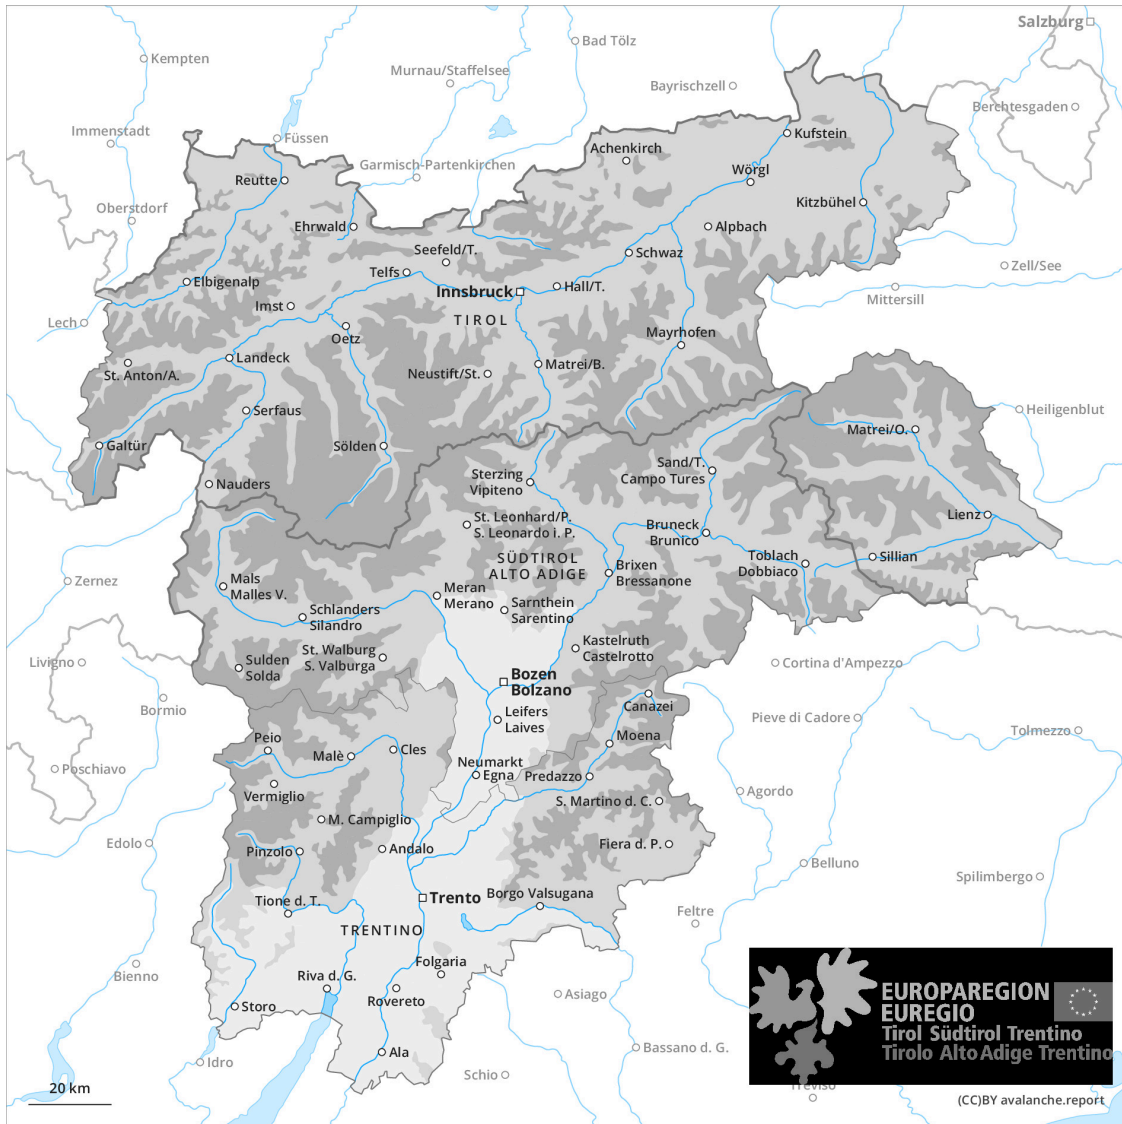 Salzburg
Bad Tölz
Kempten
Murnau/Staffelsee
Bayrischzell
Berchtesgaden
Immenstadt
Füssen
Kufstein
Achenkirch
Garmisch-Partenkirchen
Wörgl
Reutte
Oberstdorf
Kitzbühel
Ehrwald
Alpbach
Seefeld/T.
Schwaz
Telfs
Zell/See
Elbigenalp
Innsbruck
Hall/T.
Mittersill
Imst
TIROL
Lech
Oetz
Mayrhofen
Landeck
Matrei/B.
St. Anton/A.
Neustift/St.
Serfaus
Heiligenblut
Matrei/O.
Galtür
Sölden
Sterzing
Vipiteno
Sand/T.
Campo Tures
Nauders
St. Leonhard/P.
S. Leonardo i. P.
Lienz
Bruneck
Brunico
SÜDTIROL
ALTO ADIGE
Toblach
Dobbiaco
Sillian
Brixen
Bressanone
Zernez
Mals
Malles V.
Meran
Merano
Sarnthein
Sarentino
Schlanders
Silandro
Kastelruth
Castelrotto
St. Walburg
S. Valburga
Livigno
Sulden
Solda
Cortina d'Ampezzo
Bozen
Bolzano
Bormio
Canazei
Leifers
Laives
Pieve di Cadore
Tolmezzo
Moena
Peio
Malè
Cles
Neumarkt
Egna
Predazzo
Poschiavo
Vermiglio
S. Martino d. C.
Agordo
M. Campiglio
Edolo
Pinzolo
Andalo
Fiera d. P.
Belluno
Spilimbergo
Tione d. T.
Trento
Borgo Valsugana
Feltre
TRENTINO
Bienno
Folgaria
Riva d. G.
Rovereto
Asiago
Storo
EUROPAREGION
EUREGIO
Tirol Südtirol Trentino
Tirolo Alto Adige Trentino
Idro
Ala
Bassano d. G.
Schio
Treviso
20 km
(CC)BY avalanche.report